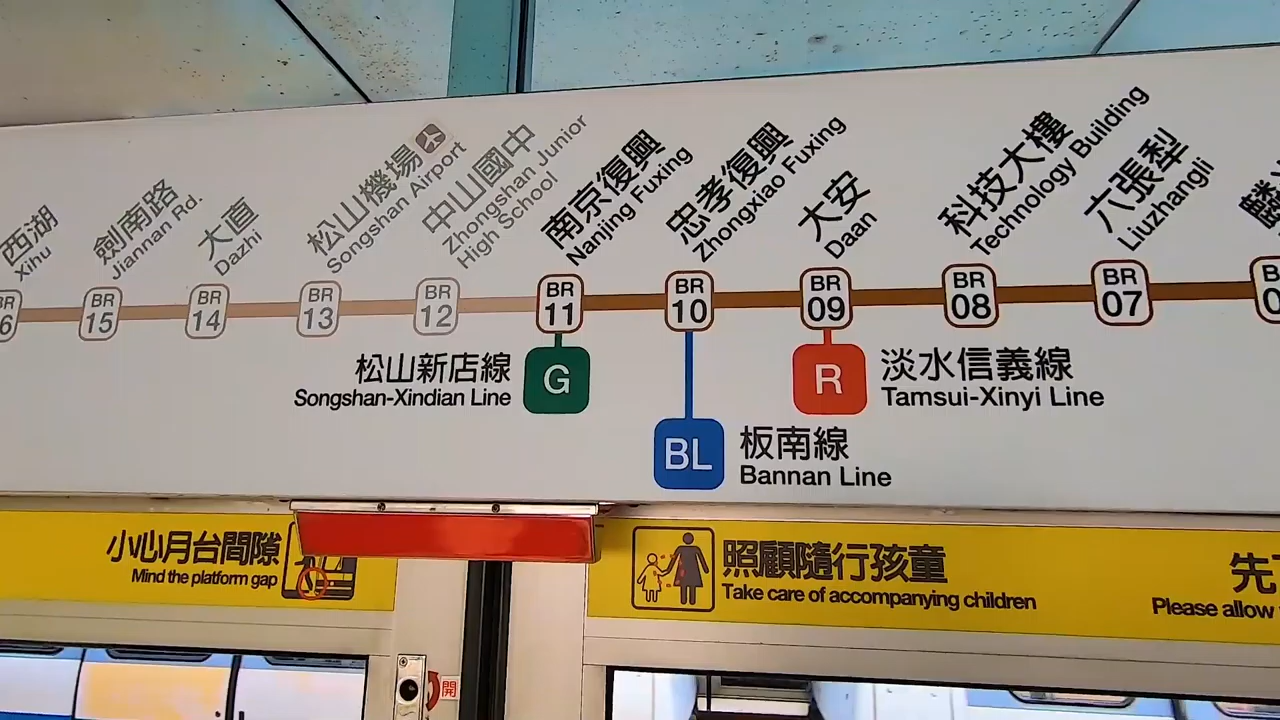 西湖
Xihu
劍南路
Jiannan Rd.
大直
Dazhi
松山機場
Songshan Airport
中山國中
Zhongshan Junior
High School
南京復興
Nanjing Fuxing
忠孝復興
Zhongxiao Fuxing
大安
Daan
科技大樓
Technology Building
六張犁
Liuzhangli
麟
6
BR
15
BR
14
BR
13
BR
12
BR
11
BR
10
BR
09
BR
08
BR
07
松山新店線
Songshan-Xindian Line
G
R
淡水信義線
Tamsui-Xinyi Line
BL
板南線
Bannan Line
小心月台間隙
Mind the platform gap
照顧隨行孩童
Take care of accompanying children
先
Please allow
開